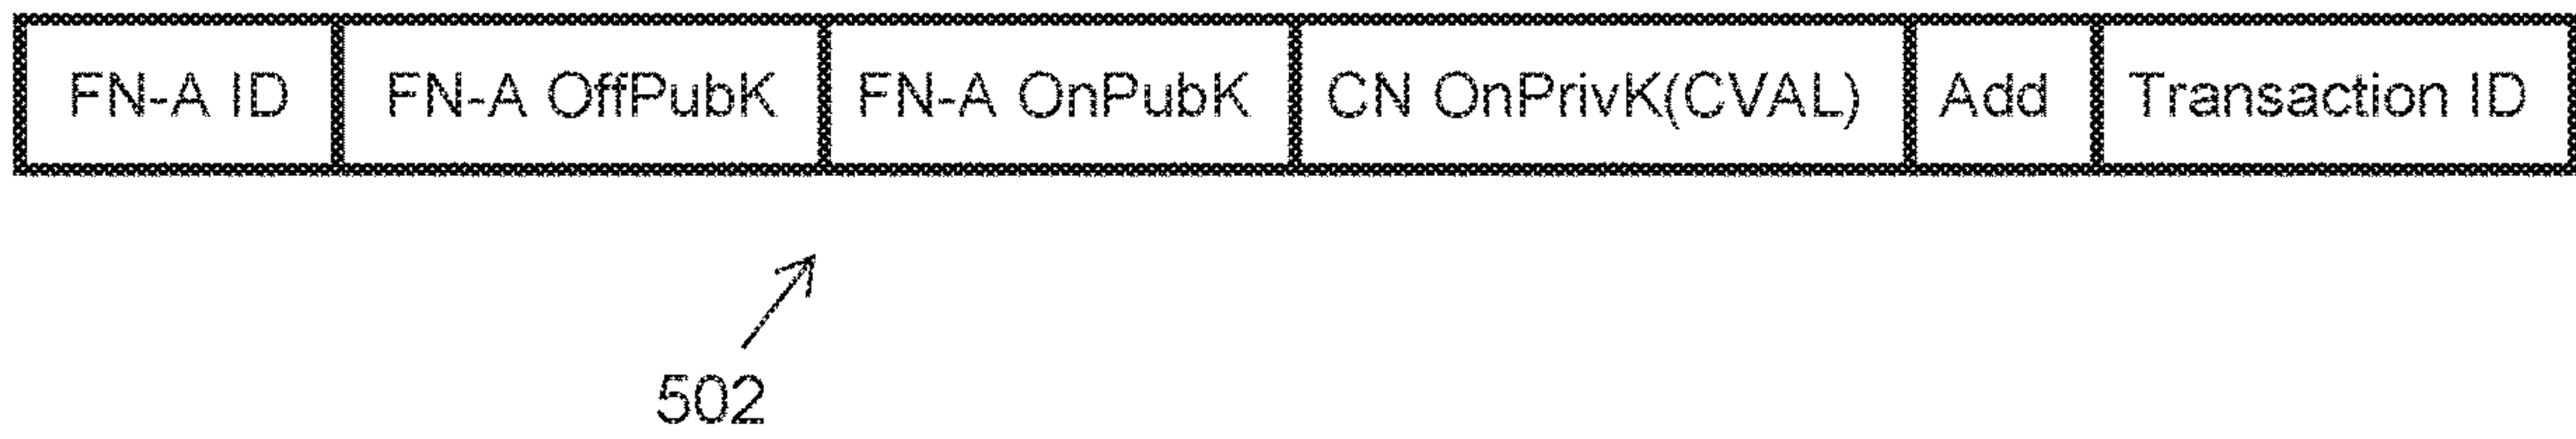 FN-A ID FN-A OffPubK FN-A OnPubK CN OnPrivK(CVAL) Add Transaction ID
502